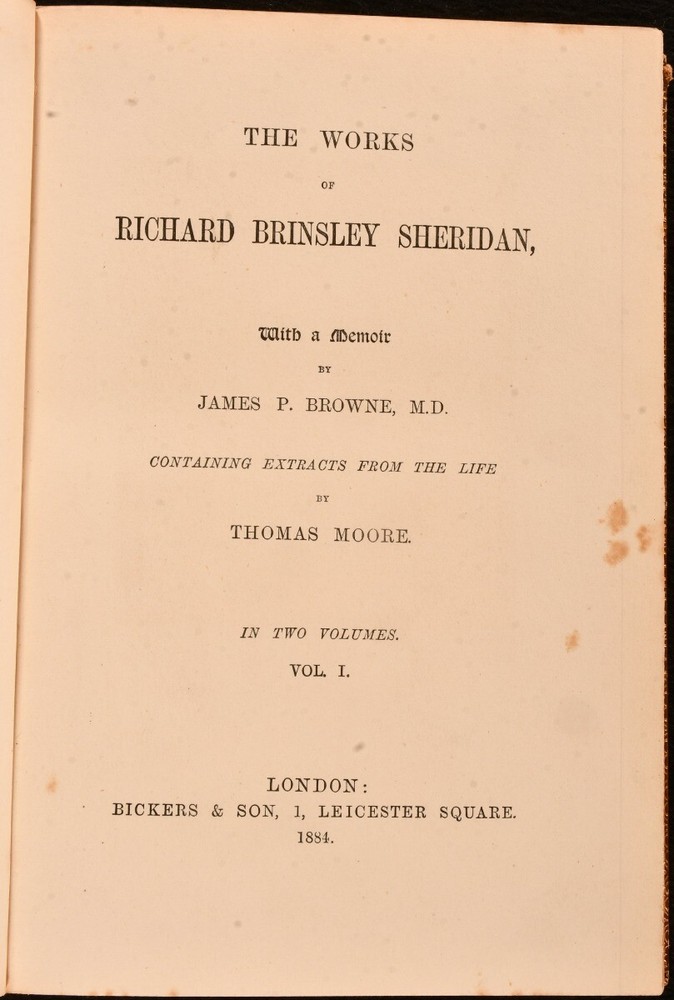 THE WORKS
OF
RICHARD BRINSLEY SHERIDAN,
With a Memoir
BY
JAMES P. BROWNE, M.D.
CONTAINING EXTRACTS FROM THE LIFE
BY
THOMAS MOORE.
IN TWO VOLUMES.
VOL. I.
LONDON:
BICKERS & SON, 1, LEICESTER SQUARE.
1884.